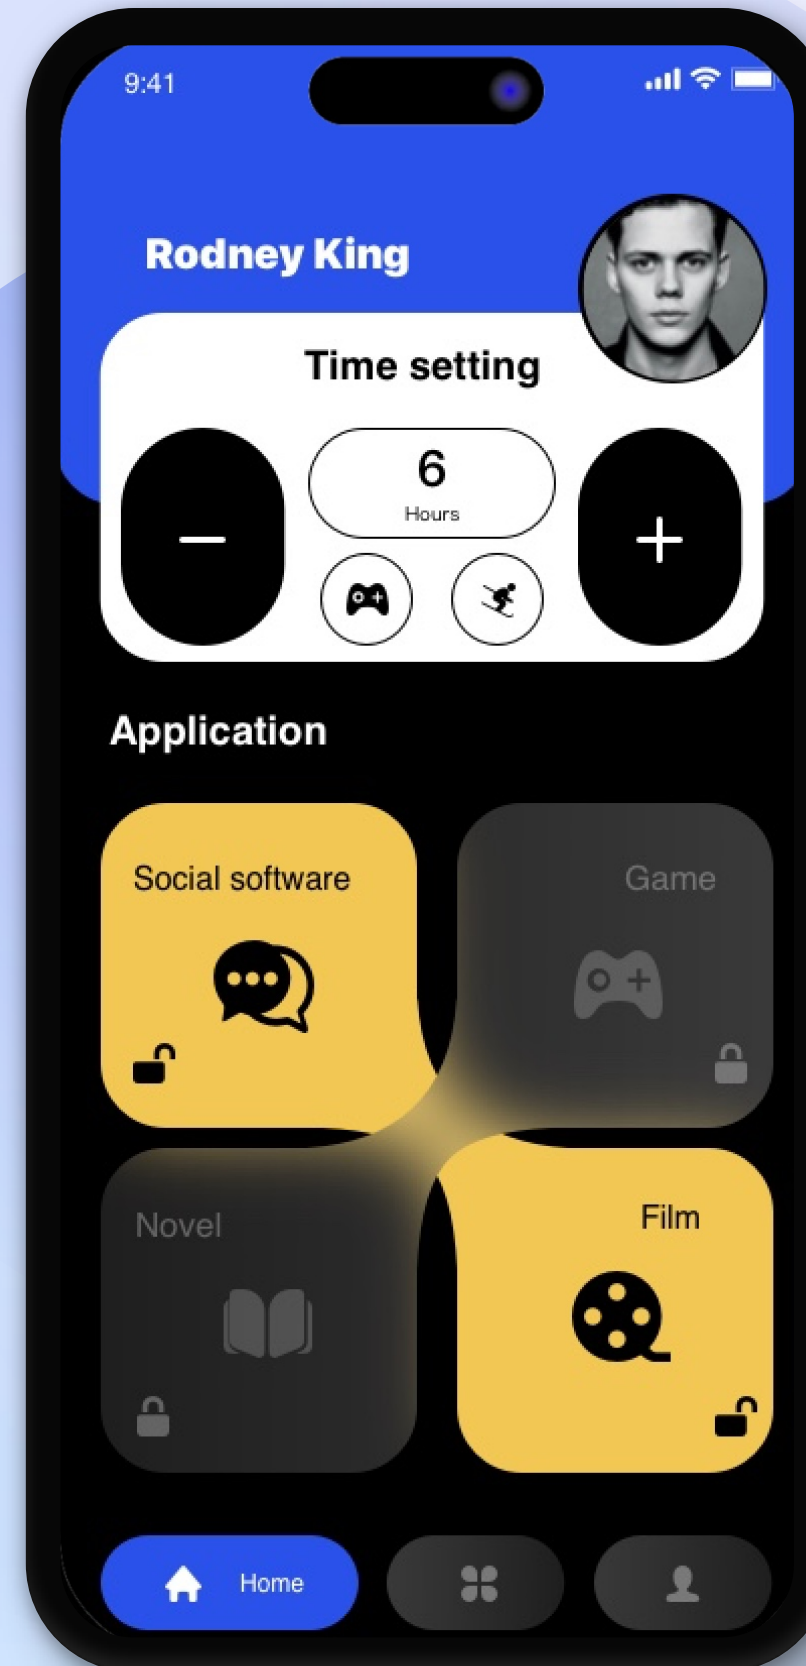 9:41
Rodney King
Time setting
6
Hours
Application
Social software
Game
Novel
Film
Home